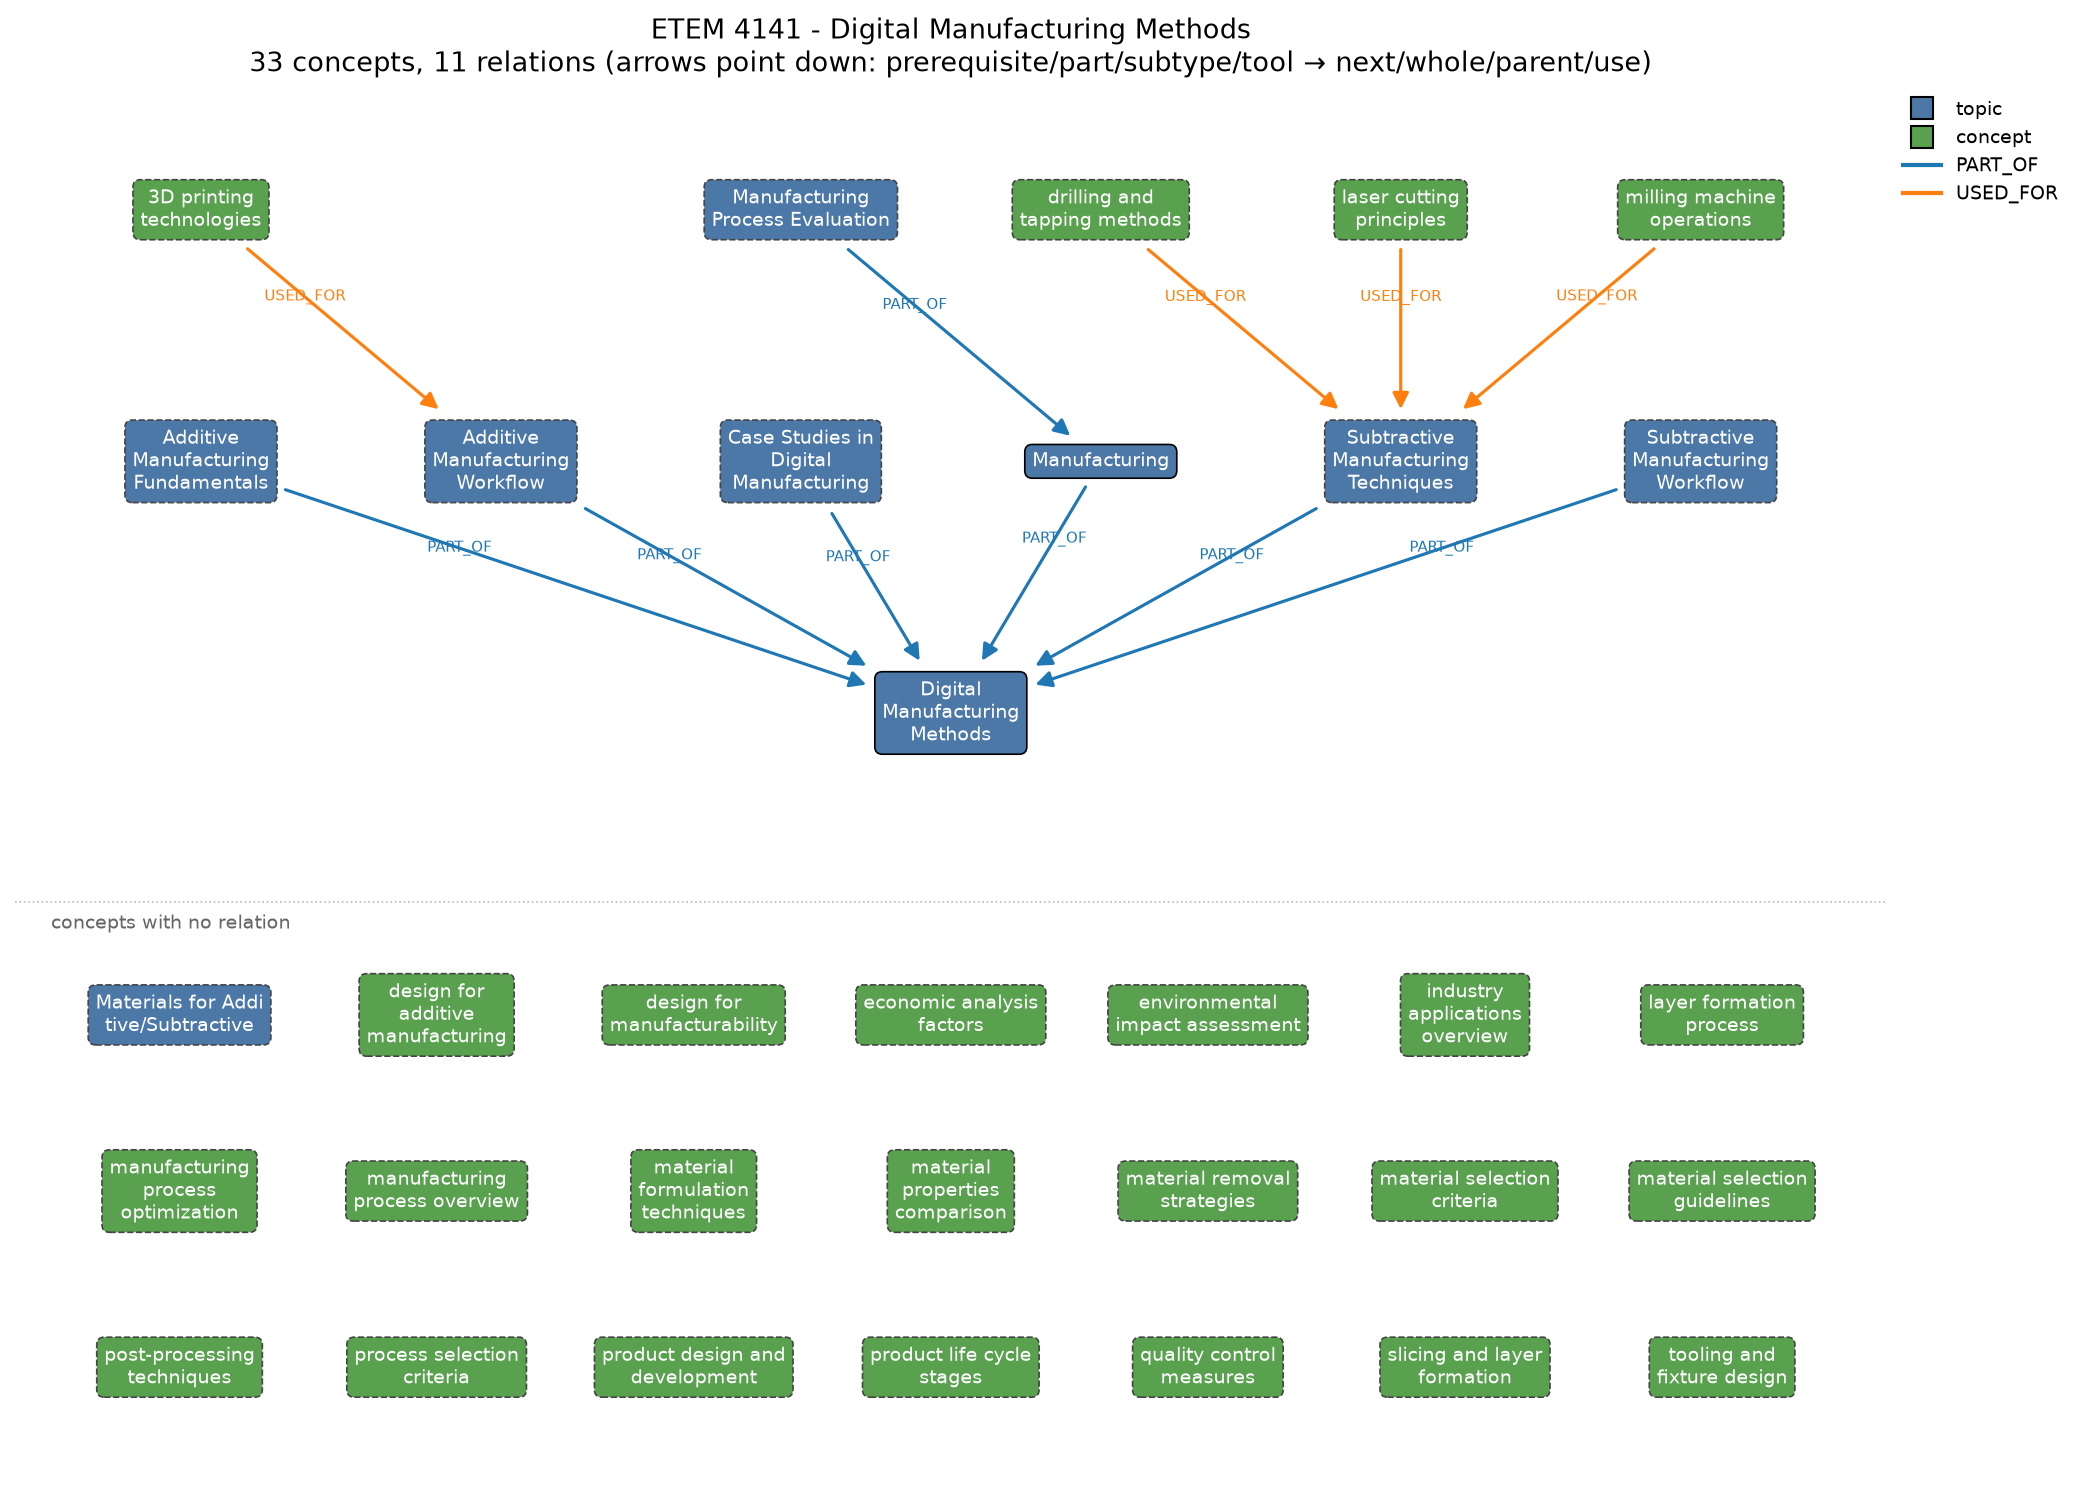 ETEM 4141 - Digital Manufacturing Methods
33 concepts, 11 relations (arrows point down: prerequisite/part/subtype/tool → next/whole/parent/use)
topic
concept
PART_OF
USED_FOR
3D printing
technologies
Manufacturing
Process Evaluation
drilling and
tapping methods
laser cutting
principles
milling machine
operations
USED_FOR
PART_OF
USED_FOR
USED_FOR
USED_FOR
Additive
Manufacturing
Fundamentals
Additive
Manufacturing
Workflow
Case Studies in
Digital
Manufacturing
Manufacturing
Subtractive
Manufacturing
Techniques
Subtractive
Manufacturing
Workflow
PART_OF
PART_OF
PART_OF
PART_OF
PART_OF
PART_OF
Digital
Manufacturing
Methods
concepts with no relation
Materials for Addi
tive/Subtractive
design for
additive
manufacturing
design for
manufacturability
economic analysis
factors
environmental
impact assessment
industry
applications
overview
layer formation
process
manufacturing
process
optimization
manufacturing
process overview
material
formulation
techniques
material
properties
comparison
material removal
strategies
material selection
criteria
material selection
guidelines
post-processing
techniques
process selection
criteria
product design and
development
product life cycle
stages
quality control
measures
slicing and layer
formation
tooling and
fixture design